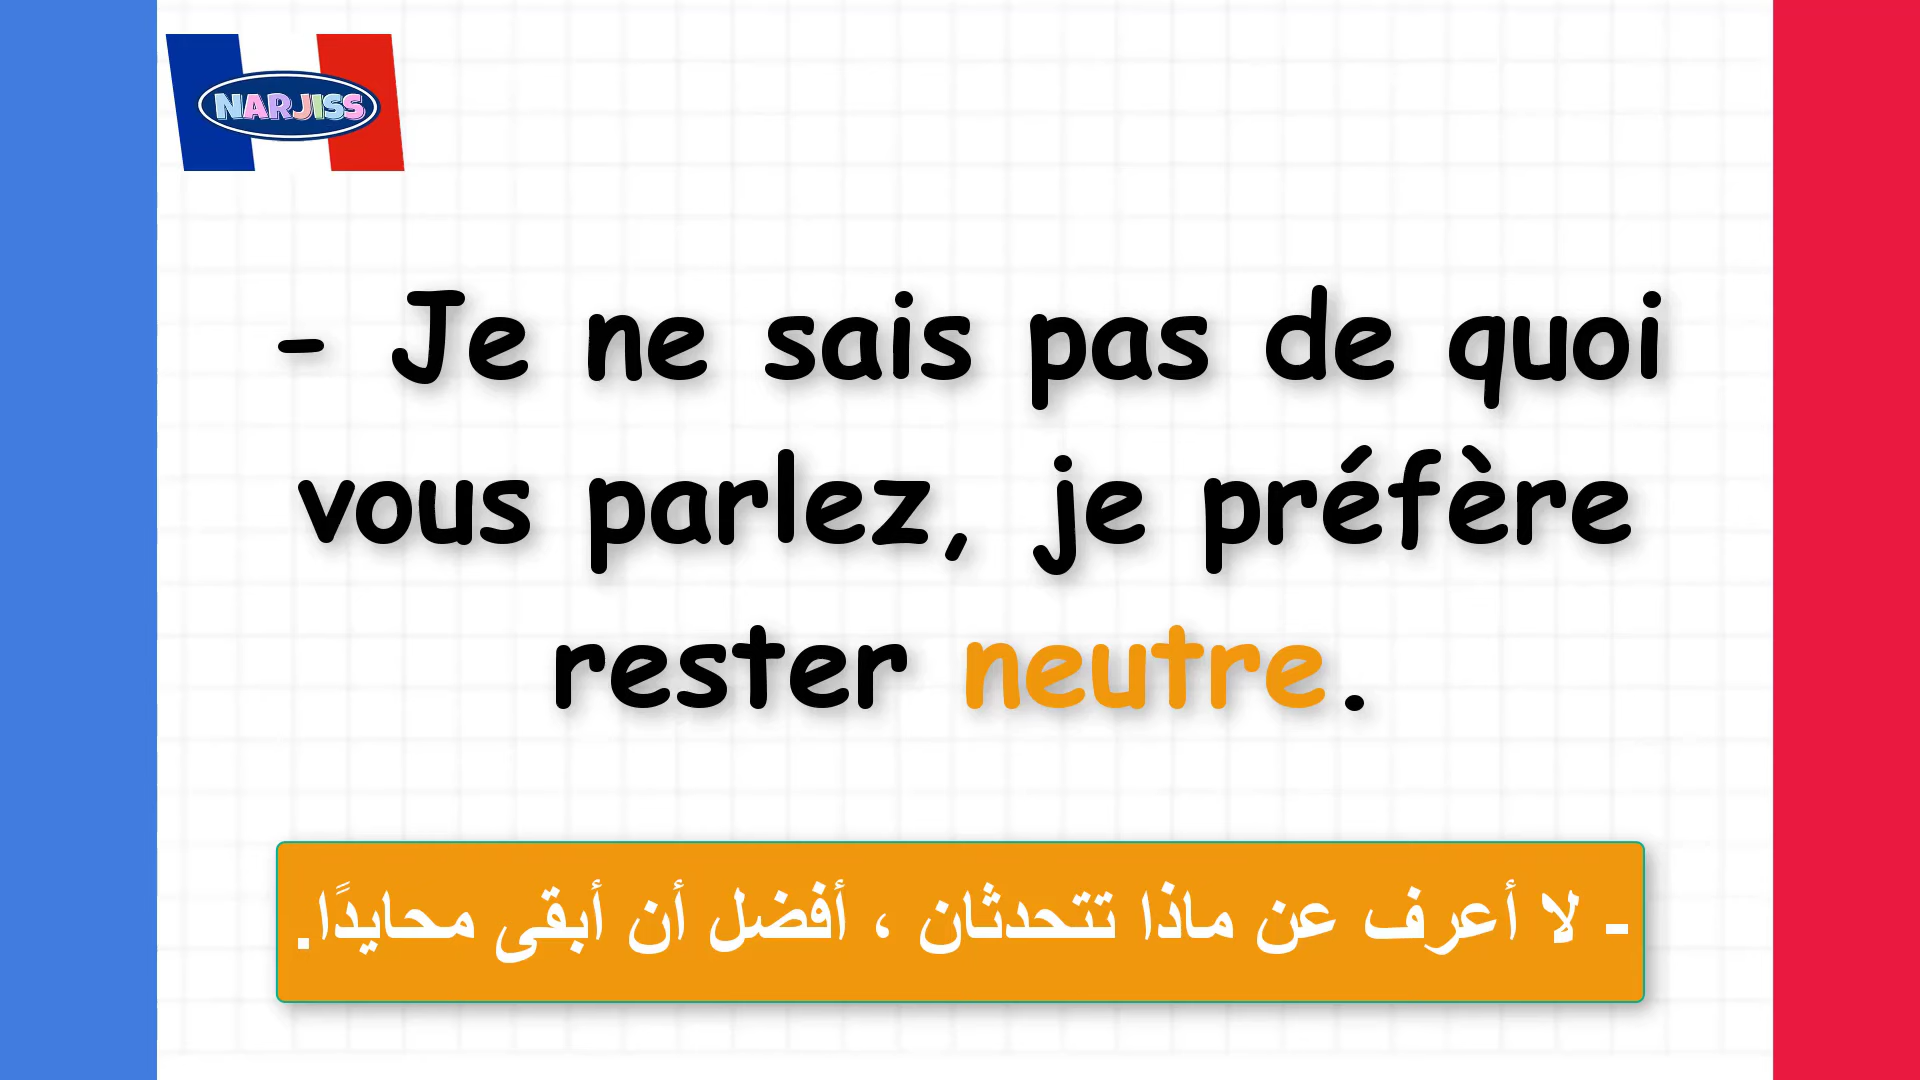 NARJISS
- Je ne sais pas de quoi
vous parlez, je préfère
rester neutre.
- لا أعرف عن ماذا تتحدثان ، أفضل أن أبقى محايدًا.